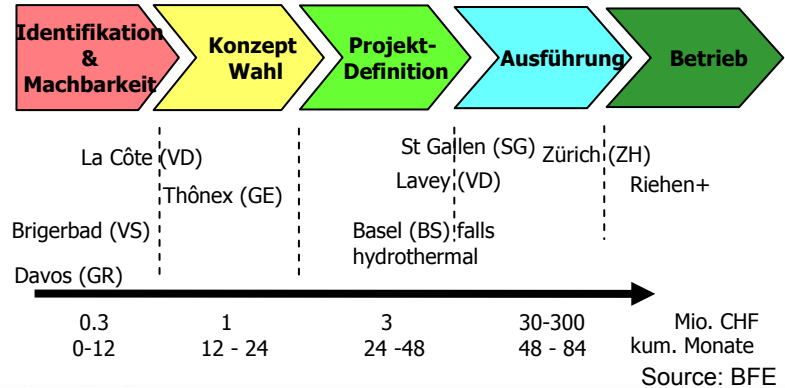 Identifikation
&
Machbarkeit
Konzept
Wahl
Projekt-
Definition
Ausführung
Betrieb
La Côte (VD)
St Gallen (SG)
Zürich (ZH)
Thônex (GE)
Lavey (VD)
Riehen+
Brigerbad (VS)
Basel (BS) falls
hydrothermal
Davos (GR)
0.3 1 3 30-300 Mio. CHF
0-12 12 - 24 24 -48 48 - 84 kum. Monate
Source: BFE